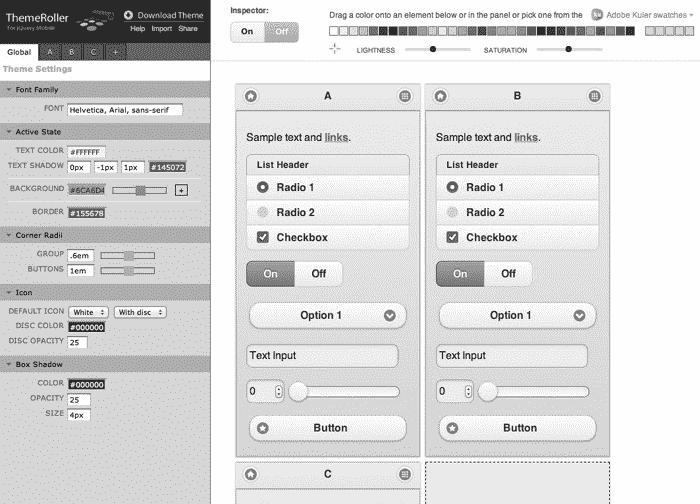 ThemeRoller
for jQuery Mobile
Download Theme
Help Import Share
Global A B C +
Theme Settings
Font Family
FONT Helvetica, Arial, sans-serif
Active State
TEXT COLOR #FFFFFF
TEXT SHADOW 0px -1px 1px #145072
BACKGROUND #6CA6D4 +
BORDER #155678
Corner Radii
GROUP .6em
BUTTONS 1em
Icon
DEFAULT ICON White With disc
DISC COLOR #000000
DISC OPACITY 25
Box Shadow
COLOR #000000
OPACITY 25
SIZE 4px
Inspector:
On Off
Drag a color onto an element below or in the panel or pick one from the Adobe Kuler swatches
LIGHTNESS SATURATION
A
Sample text and links.
List Header
Radio 1
Radio 2
Checkbox
On Off
Option 1
Text Input
0
Button
B
Sample text and links.
List Header
Radio 1
Radio 2
Checkbox
On Off
Option 1
Text Input
0
Button
C